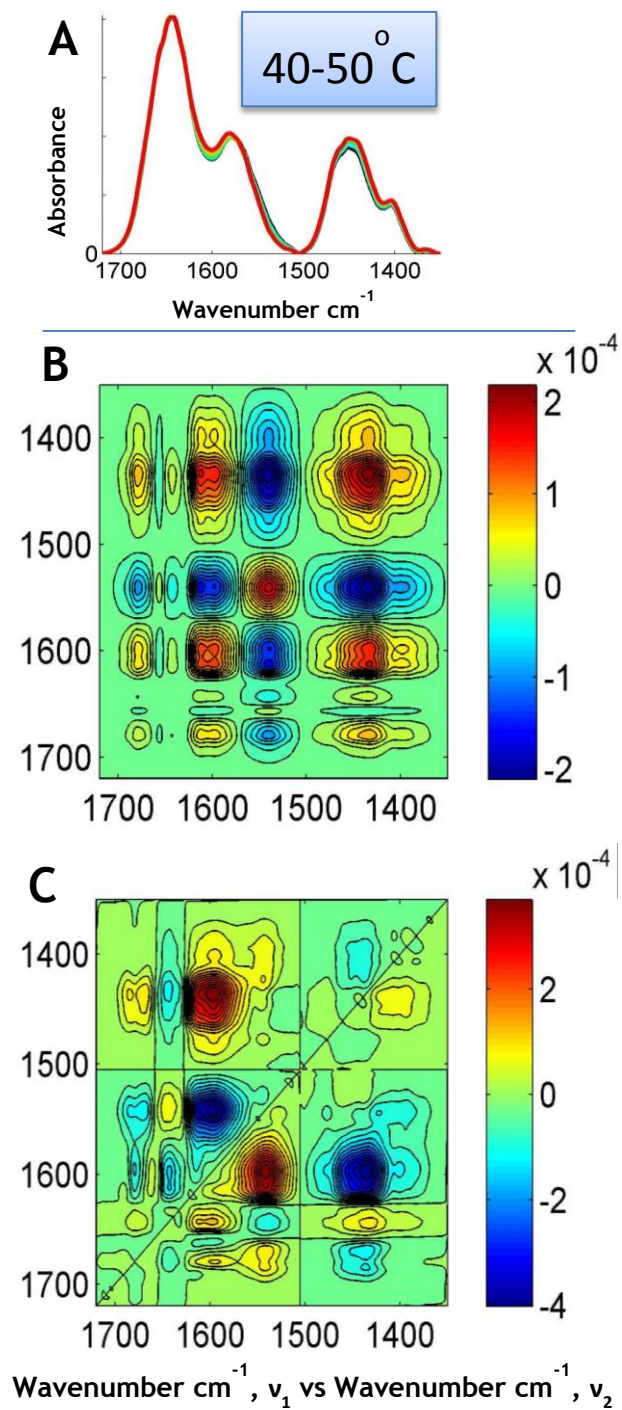 A
40-50°C
Absorbance
0
1700 1600 1500 1400
Wavenumber cm⁻¹
B
x 10⁻⁴
1400
1500
1600
1700
1700 1600 1500 1400
2
1
0
-1
-2
C
x 10⁻⁴
1400
1500
1600
1700
1700 1600 1500 1400
2
0
-2
-4
Wavenumber cm⁻¹, ν₁ vs Wavenumber cm⁻¹, ν₂